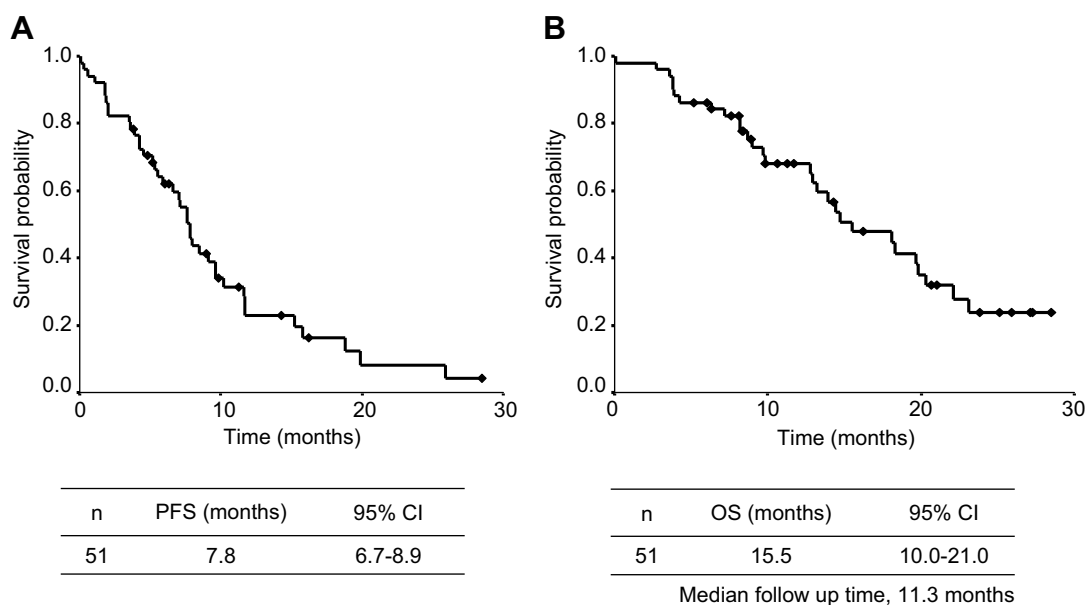 A
B
Survival probability
1.0
0.8
0.6
0.4
0.2
0.0
0
10
20
30
Time (months)
Survival probability
1.0
0.8
0.6
0.4
0.2
0.0
0
10
20
30
Time (months)
n PFS (months) 95% CI
51 7.8 6.7-8.9
n OS (months) 95% CI
51 15.5 10.0-21.0
Median follow up time, 11.3 months